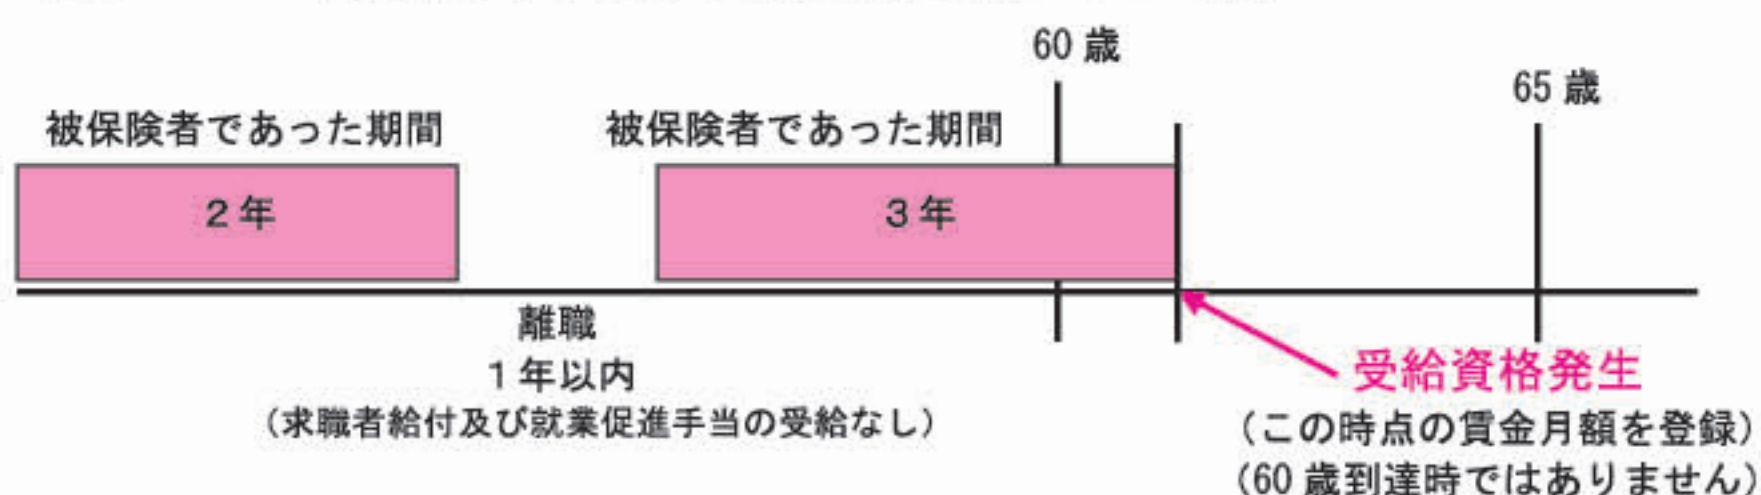 60 歳
65 歳
被保険者であった期間
被保険者であった期間
２年
３年
離職
１年以内
（求職者給付及び就業促進手当の受給なし）
受給資格発生
（この時点の賃金月額を登録）
（60 歳到達時ではありません）